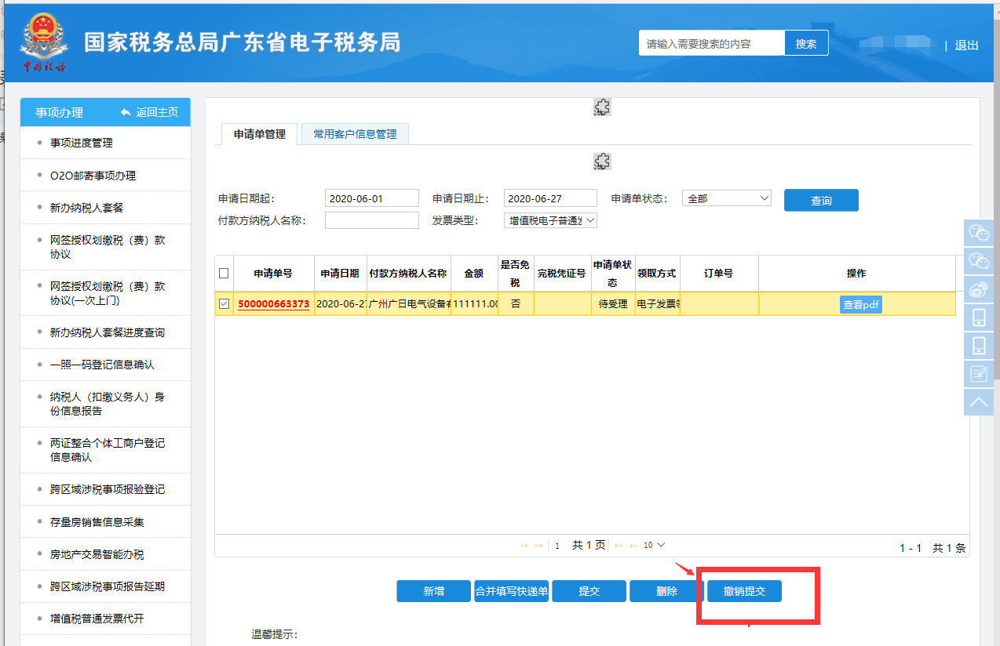 国家税务总局广东省电子税务局
中国税务
请输入需要搜索的内容
搜索
| 退出
事项办理
返回主页
事项进度管理
O2O邮寄事项办理
新办纳税人套餐
网签授权划缴税（费）款
协议
网签授权划缴税（费）款
协议(一次上门)
新办纳税人套餐进度查询
一照一码登记信息确认
纳税人（扣缴义务人）身
份信息报告
两证整合个体工商户登记
信息确认
跨区域涉税事项报验登记
存量房销售信息采集
房地产交易智能办税
跨区域涉税事项报告延期
增值税普通发票代开
申请单管理
常用客户信息管理
申请日期起：
2020-06-01
申请日期止：
2020-06-27
申请单状态：
全部
查询
付款方纳税人名称：
发票类型：
增值税电子普通发
申请单号
申请日期
付款方纳税人名称
金额
是否免
税
完税凭证号
申请单状
态
领取方式
订单号
操作
500000663373
2020-06-27
广州广日电气设备有
111111.00
否
待受理
电子发票领
查看pdf
1
共 1 页
10
1 - 1 共 1 条
新增
合并填写快递单
提交
删除
撤销提交
温馨提示：